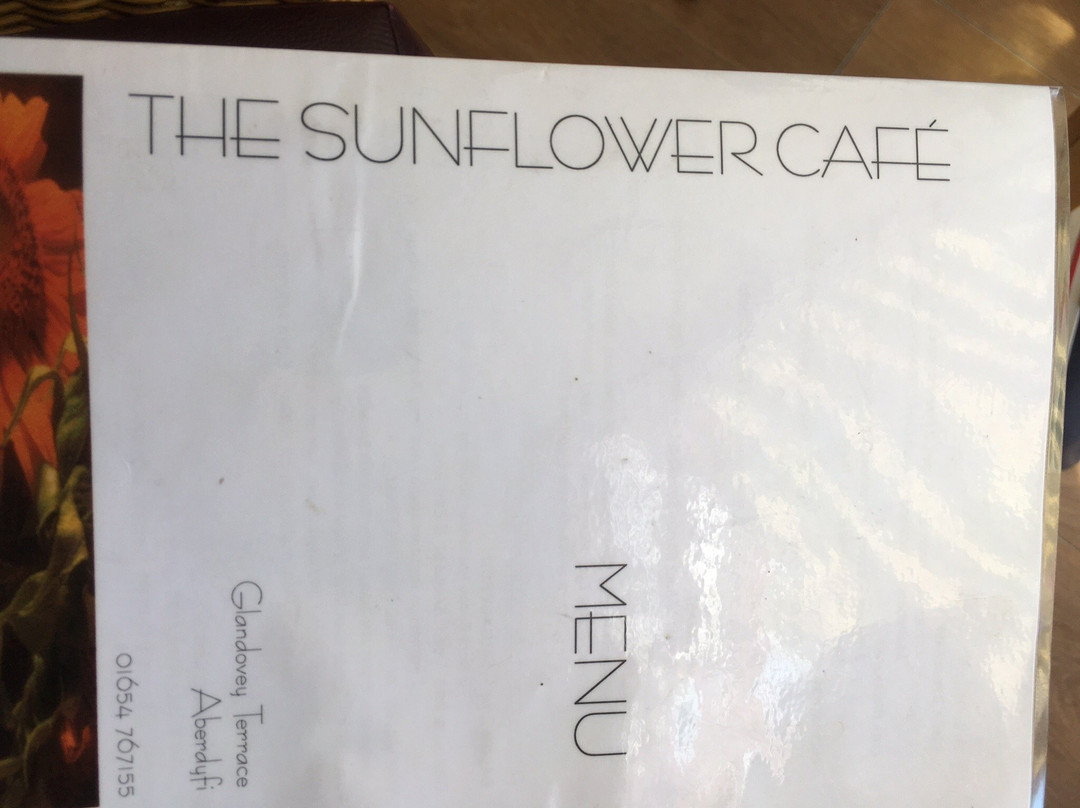 THE SUNFLOWER CAFÉ
MENU
Glandovey Terrace
Aberdyfi
01654 767155